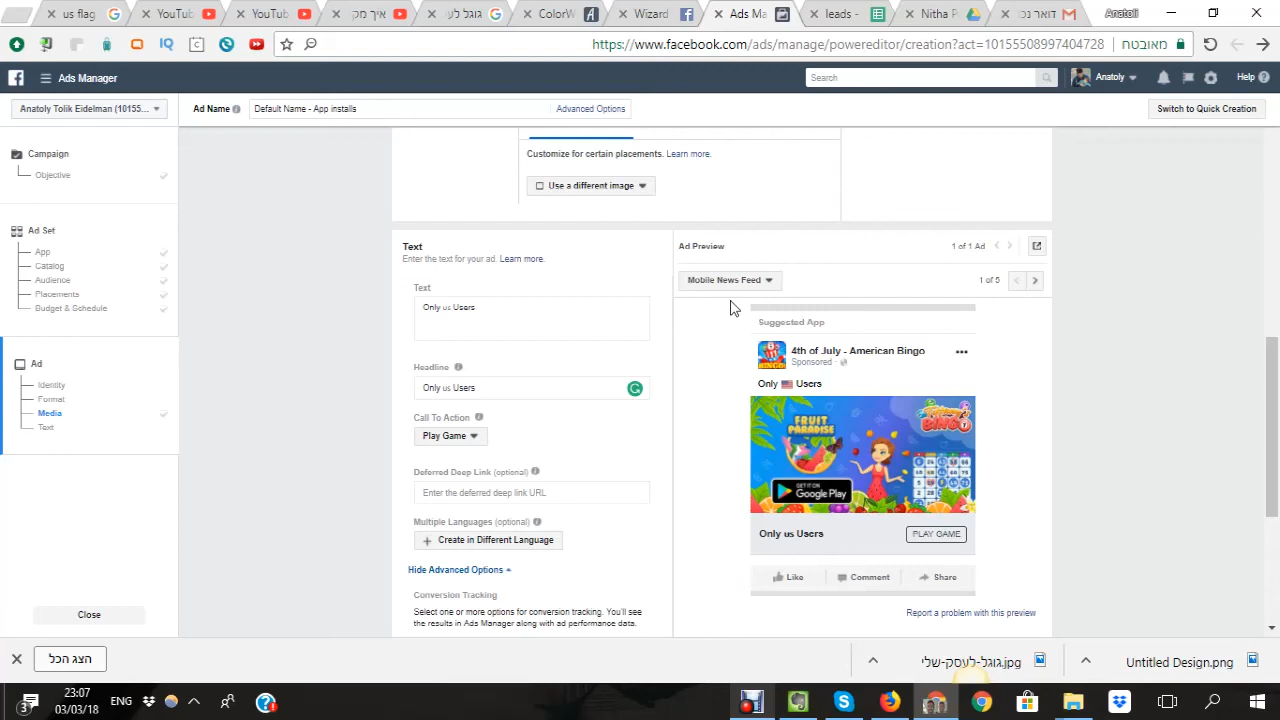 us flag
YouTu
YouTu
איך מק
גוגל לעי
ColorW
Wizard
Ads Ma
leads -
Nitha P
דואר נכנ
Anatoli
https://www.facebook.com/ads/manage/powereditor/creation?act=10155508997404728
מאובטח
Ads Manager
Search
Anatoly
Help
Anatoly Tolik Eidelman (10155...
Ad Name
Default Name - App installs
Advanced Options
Switch to Quick Creation
Campaign
Objective
Ad Set
App
Catalog
Audience
Placements
Budget & Schedule
Ad
Identity
Format
Media
Text
Close
Customize for certain placements. Learn more.
Use a different image
Text
Enter the text for your ad. Learn more.
Text
Only us Users
Headline
Only us Users
Call To Action
Play Game
Deferred Deep Link (optional)
Enter the deferred deep link URL
Multiple Languages (optional)
Create in Different Language
Hide Advanced Options
Conversion Tracking
Select one or more options for conversion tracking. You'll see
the results in Ads Manager along with ad performance data.
Ad Preview
1 of 1 Ad
Mobile News Feed
1 of 5
Suggested App
4th of July - American Bingo
Sponsored
Only 🇺🇸 Users
FRUIT
PARADISE
BINGO
GET IT ON
Google Play
Only us Users
PLAY GAME
Like
Comment
Share
Report a problem with this preview
הצג הכל
גוגל-לעסק-שלי.jpg
Untitled Design.png
23:07
03/03/18
ENG
3